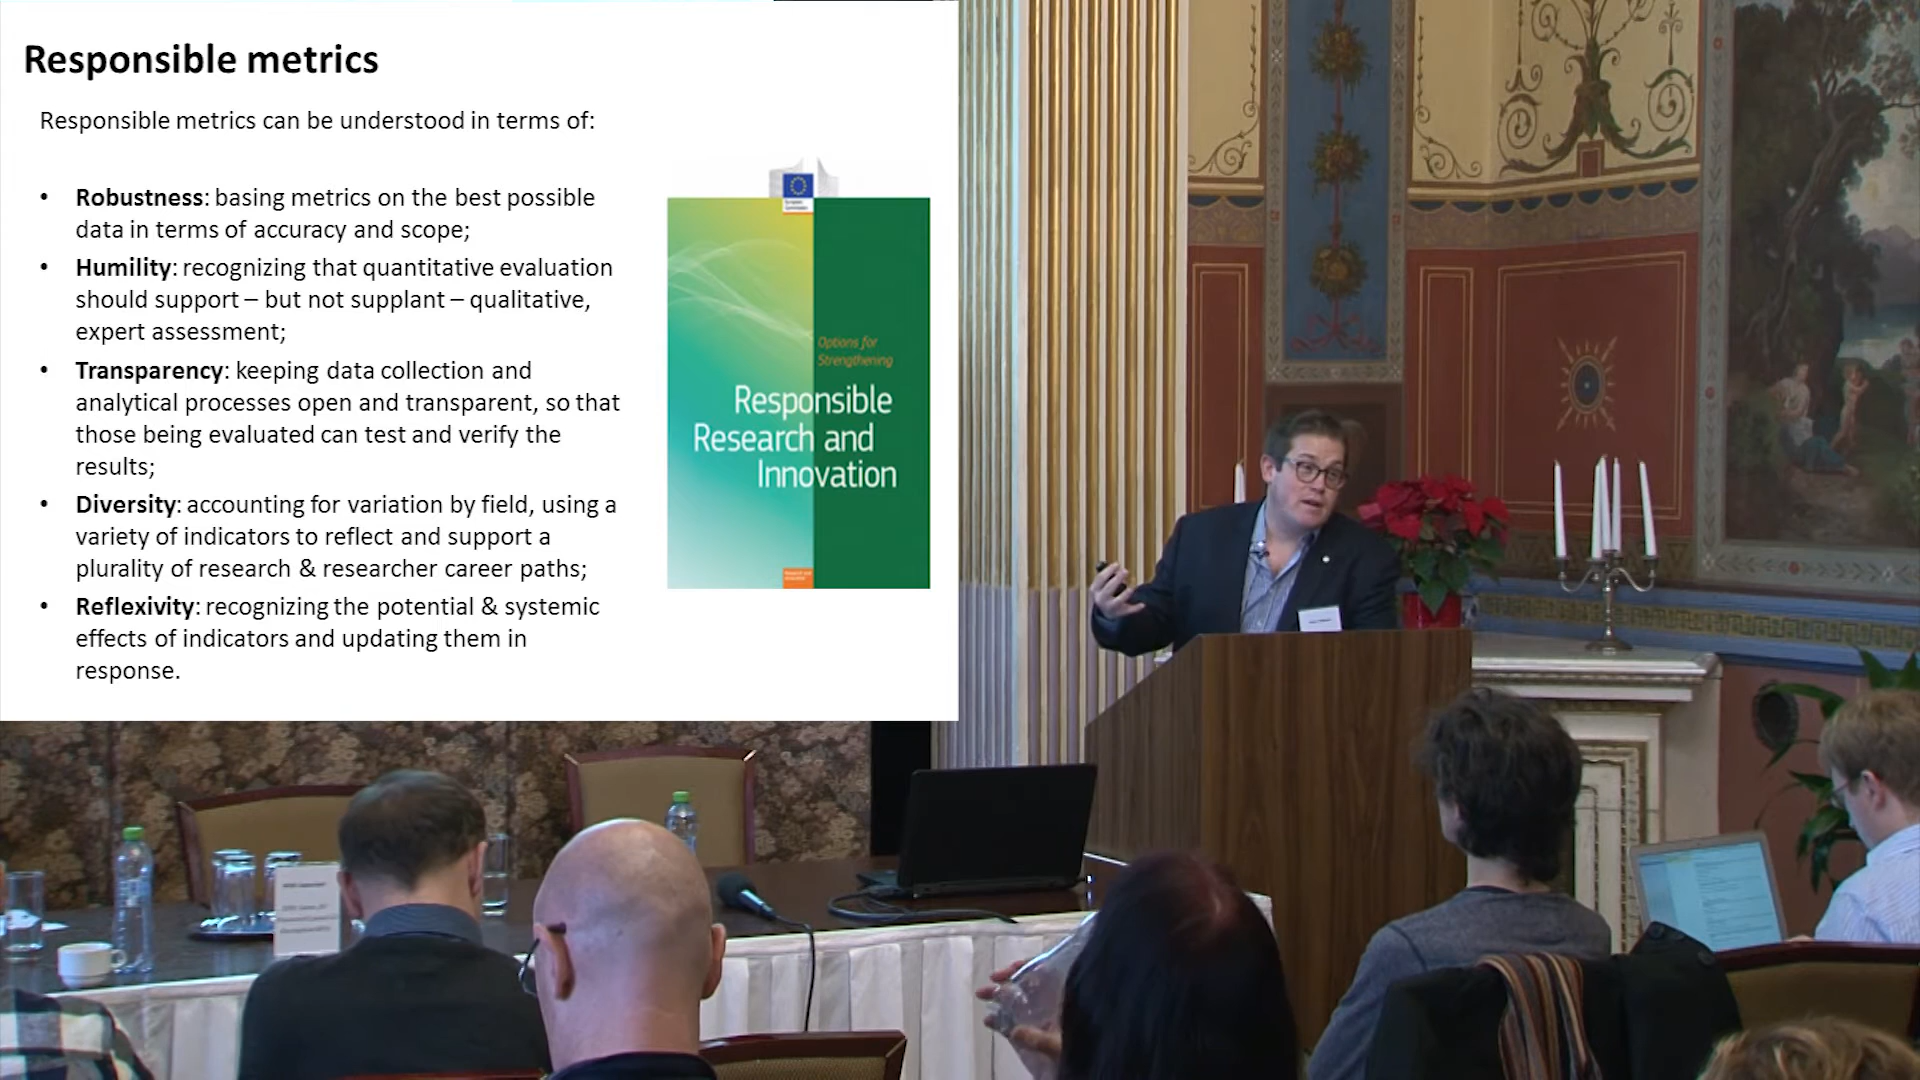 Responsible metrics
Responsible metrics can be understood in terms of:
• Robustness: basing metrics on the best possible
data in terms of accuracy and scope;
• Humility: recognizing that quantitative evaluation
should support – but not supplant – qualitative,
expert assessment;
• Transparency: keeping data collection and
analytical processes open and transparent, so that
those being evaluated can test and verify the
results;
• Diversity: accounting for variation by field, using a
variety of indicators to reflect and support a
plurality of research & researcher career paths;
• Reflexivity: recognizing the potential & systemic
effects of indicators and updating them in
response.
European
Commission
Options for
Strengthening
Responsible
Research and
Innovation